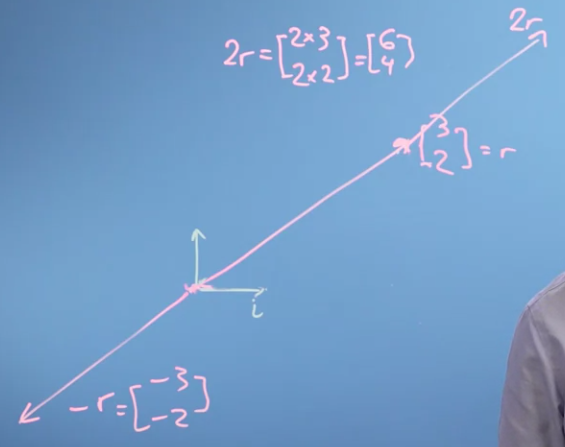 2r
2r = [2×3 2×2] = [6 4]
[3 2] = r
i
-r = [-3 -2]